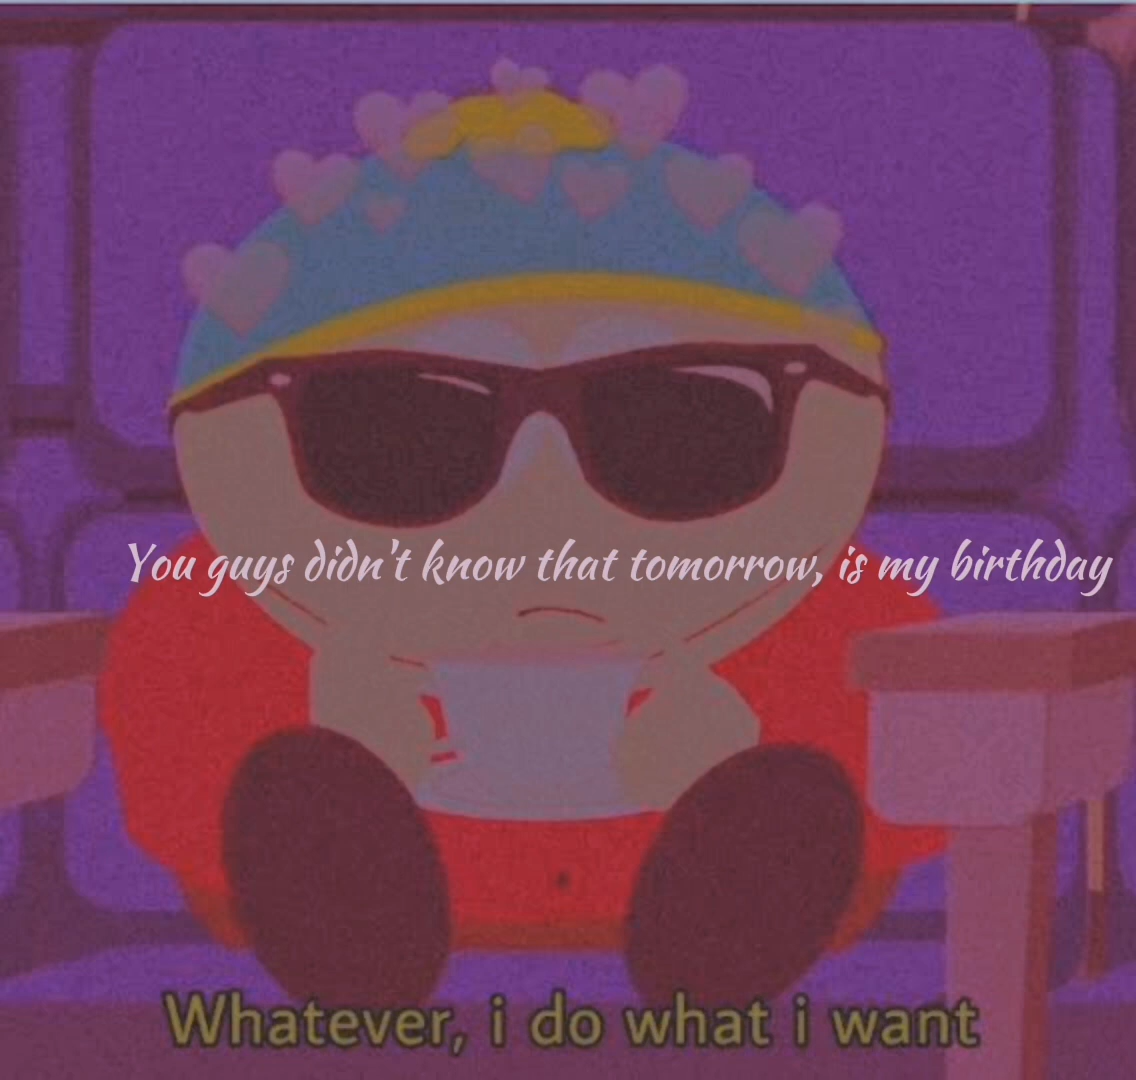 You guys didn't know that tomorrow, is my birthday
Whatever, i do what i want